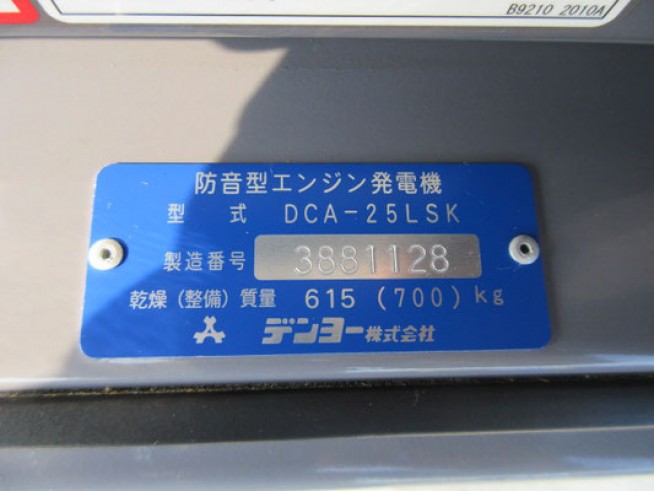 B9210 2010A
防音型エンジン発電機
型 式 DCA-25LSK
製造番号 3881128
乾燥(整備)質量 615 (700) kg
デンヨー株式会社